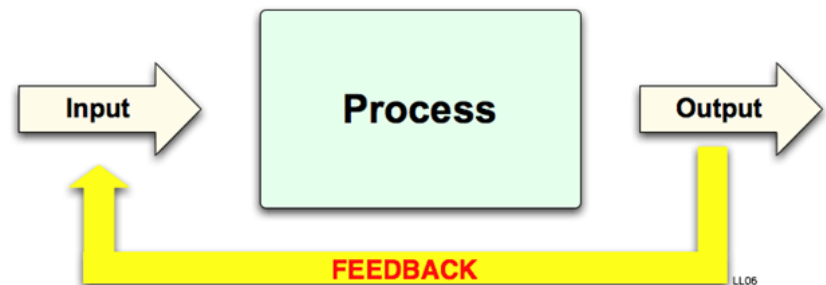 Input
Process
Output
FEEDBACK
LL06